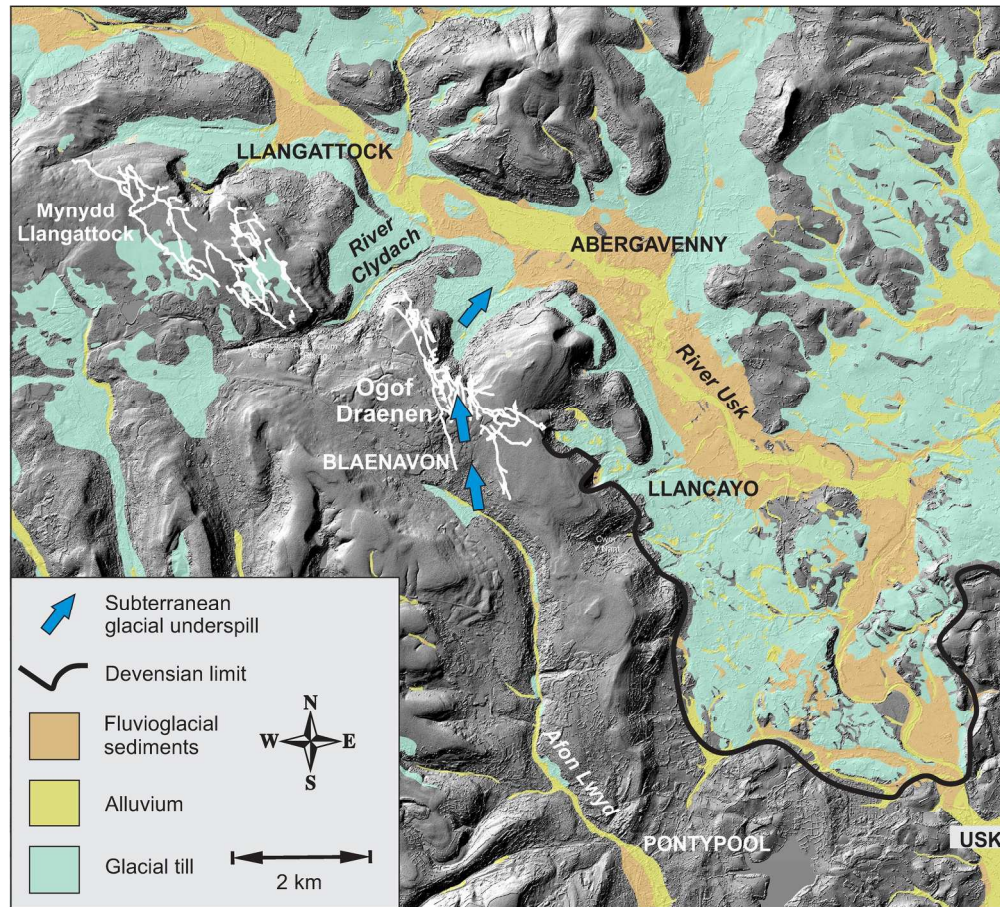 LLANGATTOCK
Mynydd
Llangattock
River
Clydach
ABERGAVENNY
River Usk
Ogof
Draenen
BLAENAVON
LLANCAYO
Afon Lwyd
PONTYPOOL
USK
Subterranean
glacial underspill
Devensian limit
Fluvioglacial
sediments
Alluvium
Glacial till
N
W
E
S
2 km